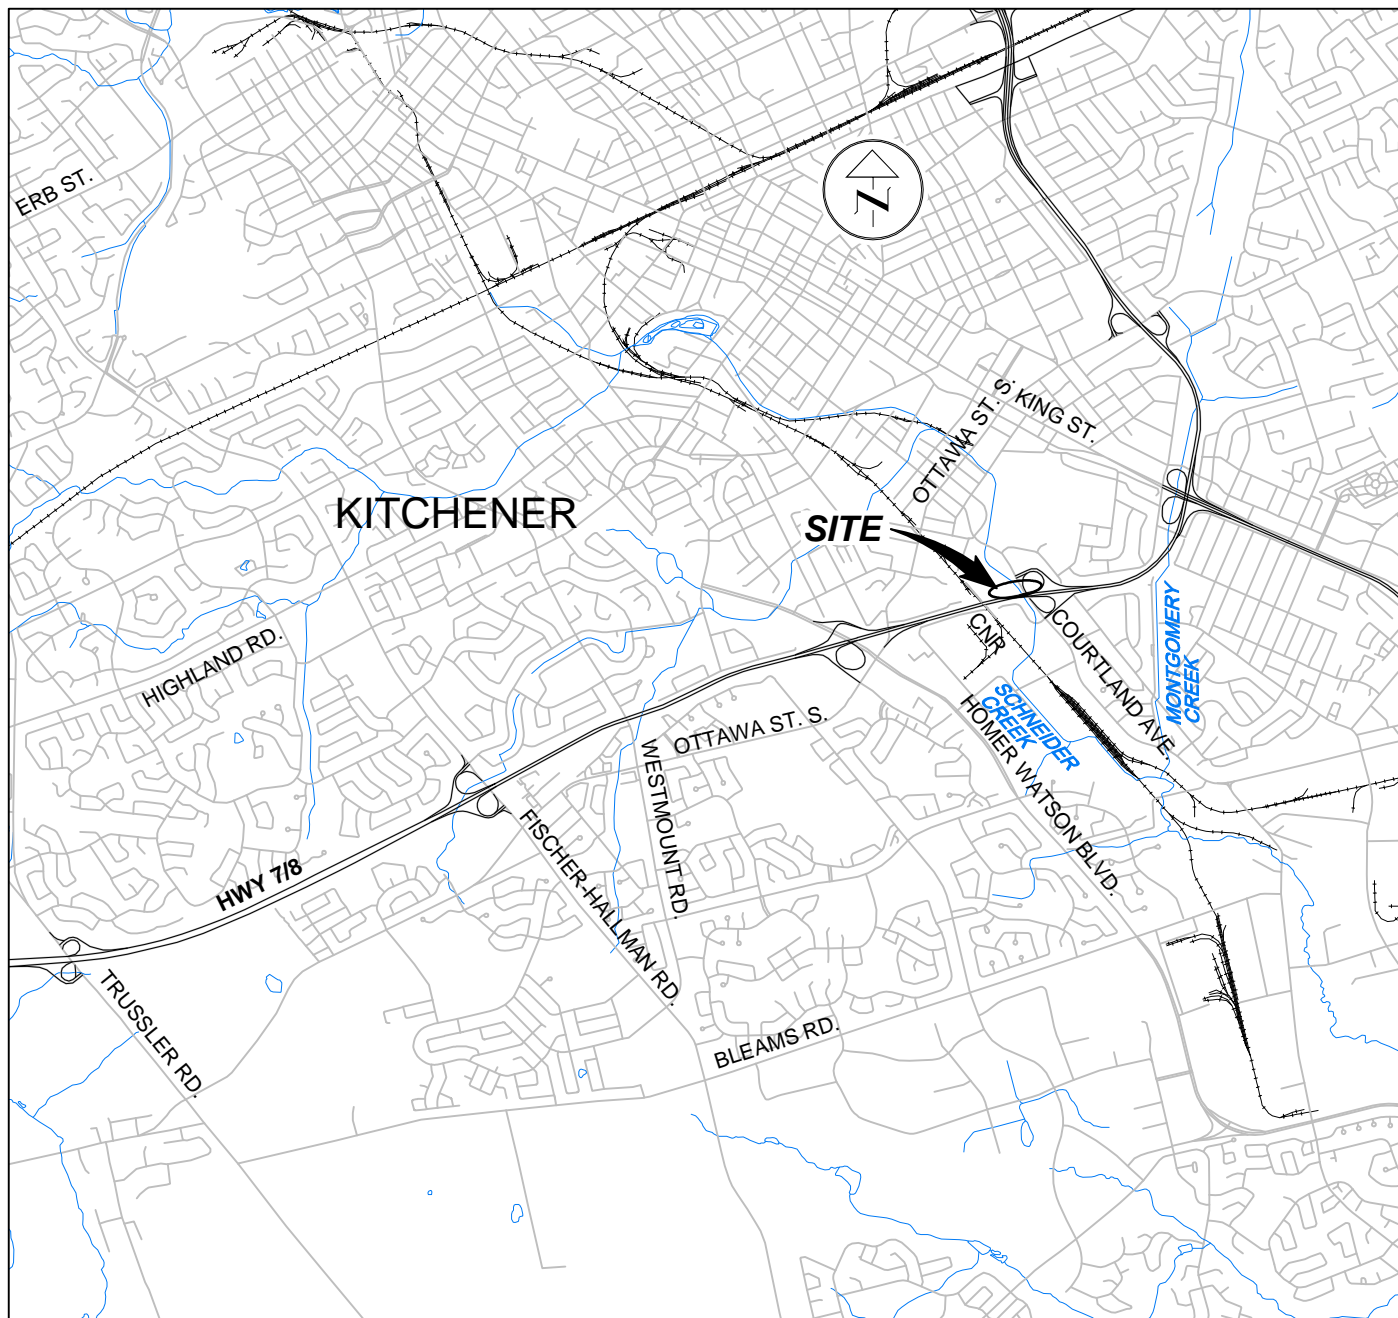 ERB ST.
N
OTTAWA ST. S.
KING ST.
KITCHENER
SITE
CNR
COURTLAND AVE.
MONTGOMERY
CREEK
HIGHLAND RD.
SCHNEIDER
CREEK
HOMER WATSON BLVD.
OTTAWA ST. S.
WESTMOUNT RD.
FISCHER-HALLMAN RD.
HWY 7/8
TRUSSLER RD.
BLEAMS RD.